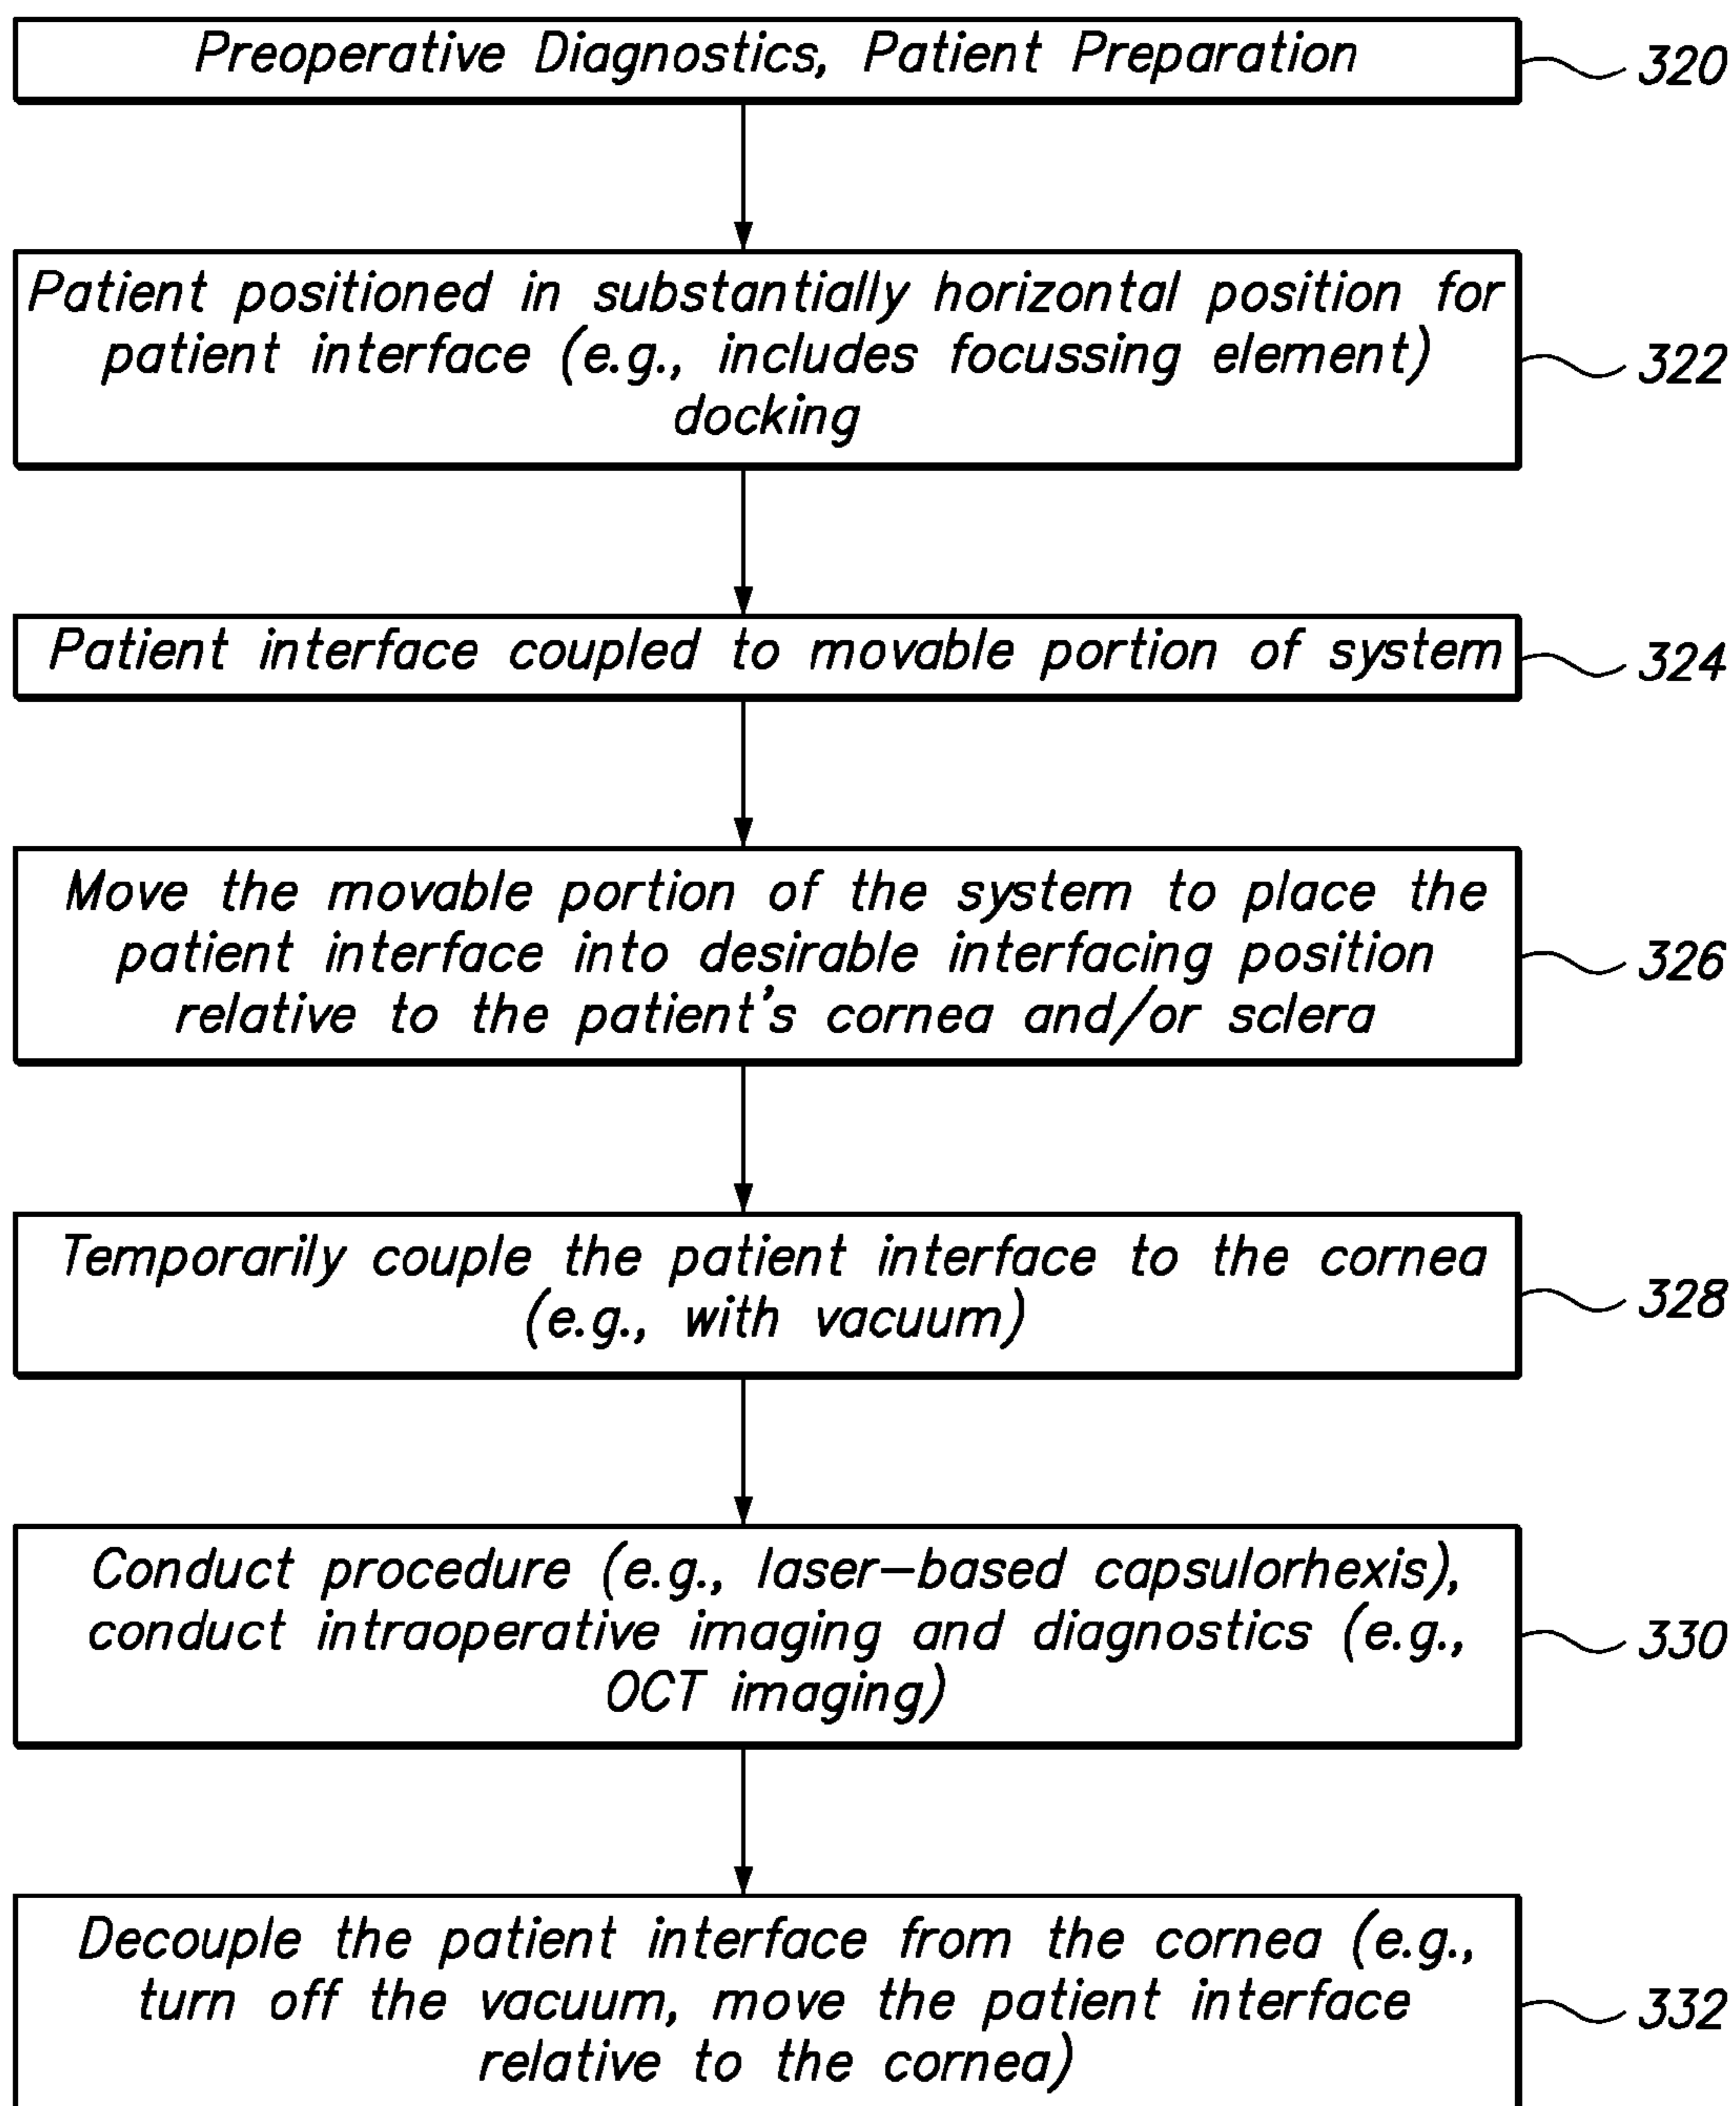 Preoperative Diagnostics, Patient Preparation
320
Patient positioned in substantially horizontal position for
patient interface (e.g., includes focussing element)
docking
322
Patient interface coupled to movable portion of system
324
Move the movable portion of the system to place the
patient interface into desirable interfacing position
relative to the patient's cornea and/or sclera
326
Temporarily couple the patient interface to the cornea
(e.g., with vacuum)
328
Conduct procedure (e.g., laser-based capsulorhexis),
conduct intraoperative imaging and diagnostics (e.g.,
OCT imaging)
330
Decouple the patient interface from the cornea (e.g.,
turn off the vacuum, move the patient interface
relative to the cornea)
332